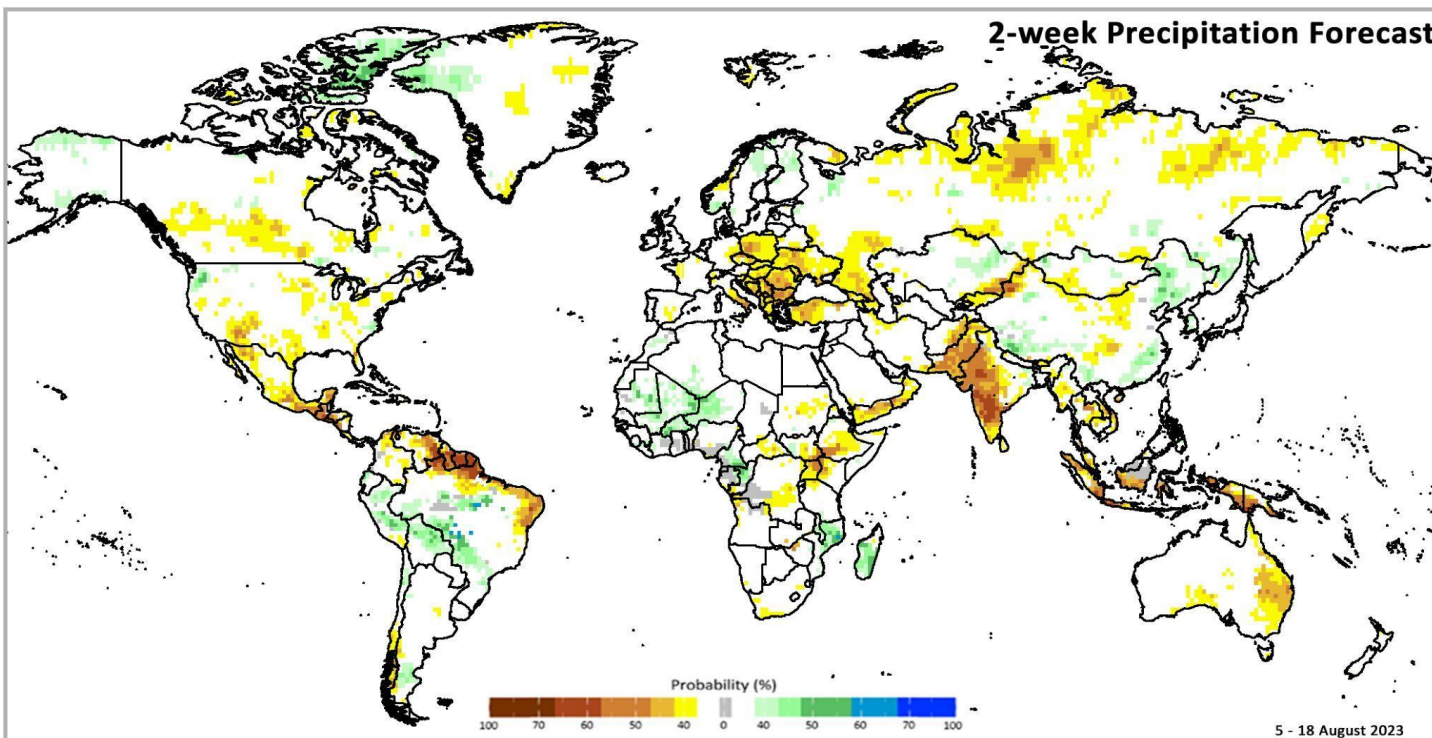 2-week Precipitation Forecast
Probability (%)
100 70 60 50 40 0 40 50 60 70 100
5 - 18 August 2023